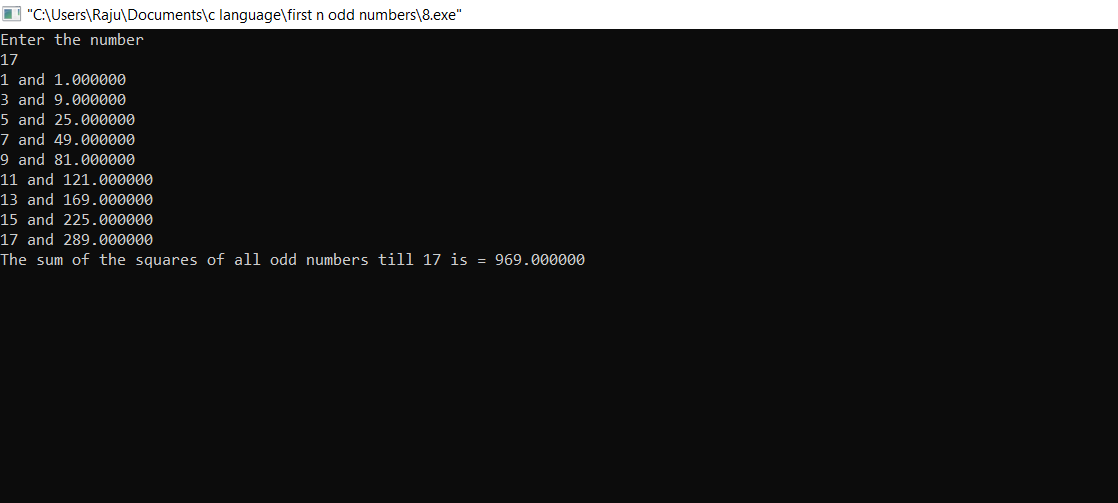 "C:\Users\Raju\Documents\c language\first n odd numbers\8.exe"
Enter the number
17
1 and 1.000000
3 and 9.000000
5 and 25.000000
7 and 49.000000
9 and 81.000000
11 and 121.000000
13 and 169.000000
15 and 225.000000
17 and 289.000000
The sum of the squares of all odd numbers till 17 is = 969.000000